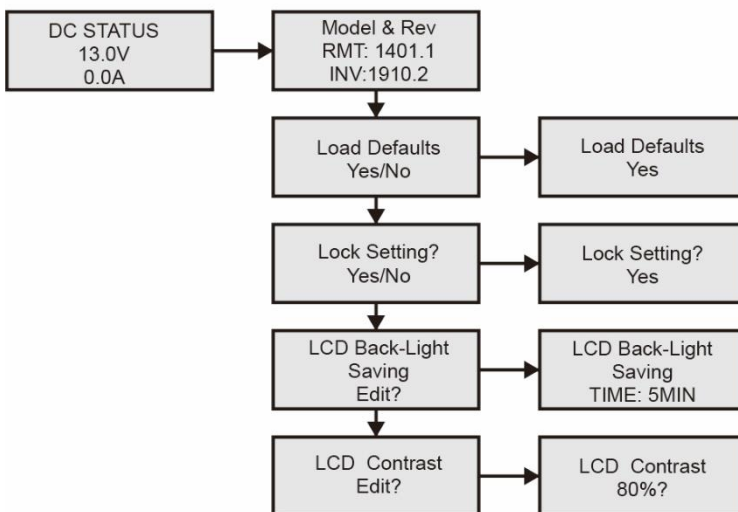 DC STATUS
13.0V
0.0A
Model & Rev
RMT: 1401.1
INV:1910.2
Load Defaults
Yes/No
Load Defaults
Yes
Lock Setting?
Yes/No
Lock Setting?
Yes
LCD Back-Light
Saving
Edit?
LCD Back-Light
Saving
TIME: 5MIN
LCD Contrast
Edit?
LCD Contrast
80%?